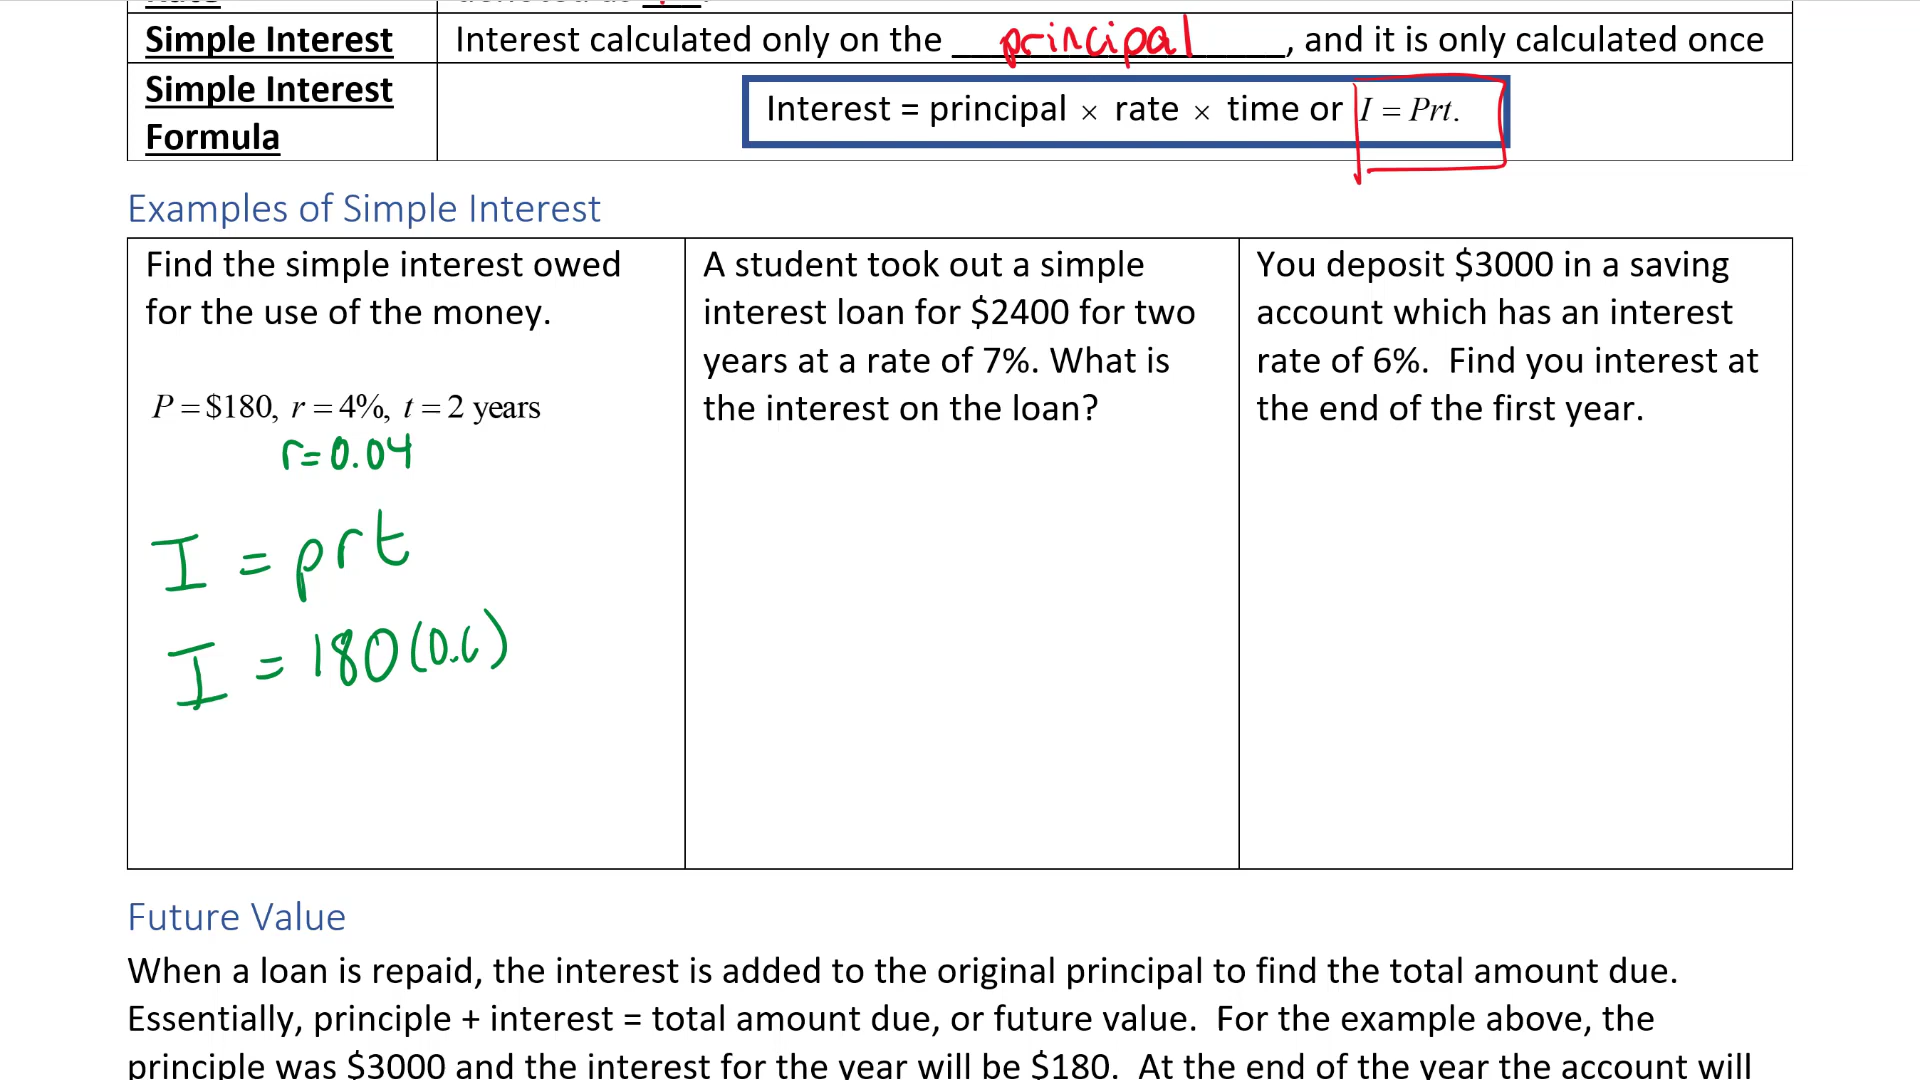 Simple Interest Interest calculated only on the principal, and it is only calculated once
Simple Interest
Formula
Interest = principal × rate × time or I = Prt.
Examples of Simple Interest
Find the simple interest owed
for the use of the money.
P = $180, r = 4%, t = 2 years
r = 0.04
I = prt
I = 180(0.0)
A student took out a simple
interest loan for $2400 for two
years at a rate of 7%. What is
the interest on the loan?
You deposit $3000 in a saving
account which has an interest
rate of 6%. Find you interest at
the end of the first year.
Future Value
When a loan is repaid, the interest is added to the original principal to find the total amount due.
Essentially, principle + interest = total amount due, or future value. For the example above, the
principle was $3000 and the interest for the year will be $180. At the end of the year the account will